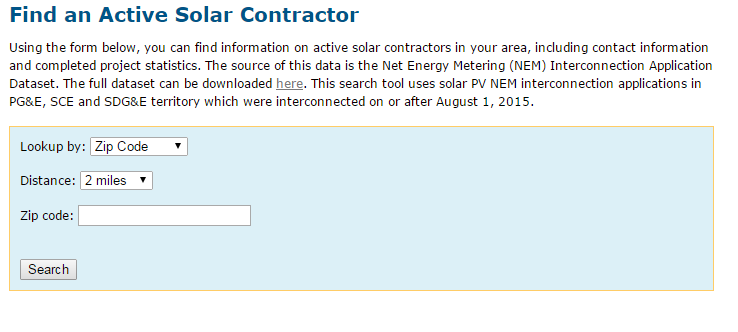 Find an Active Solar Contractor
Using the form below, you can find information on active solar contractors in your area, including contact information
and completed project statistics. The source of this data is the Net Energy Metering (NEM) Interconnection Application
Dataset. The full dataset can be downloaded here. This search tool uses solar PV NEM interconnection applications in
PG&E, SCE and SDG&E territory which were interconnected on or after August 1, 2015.
Lookup by: Zip Code
Distance: 2 miles
Zip code:
Search